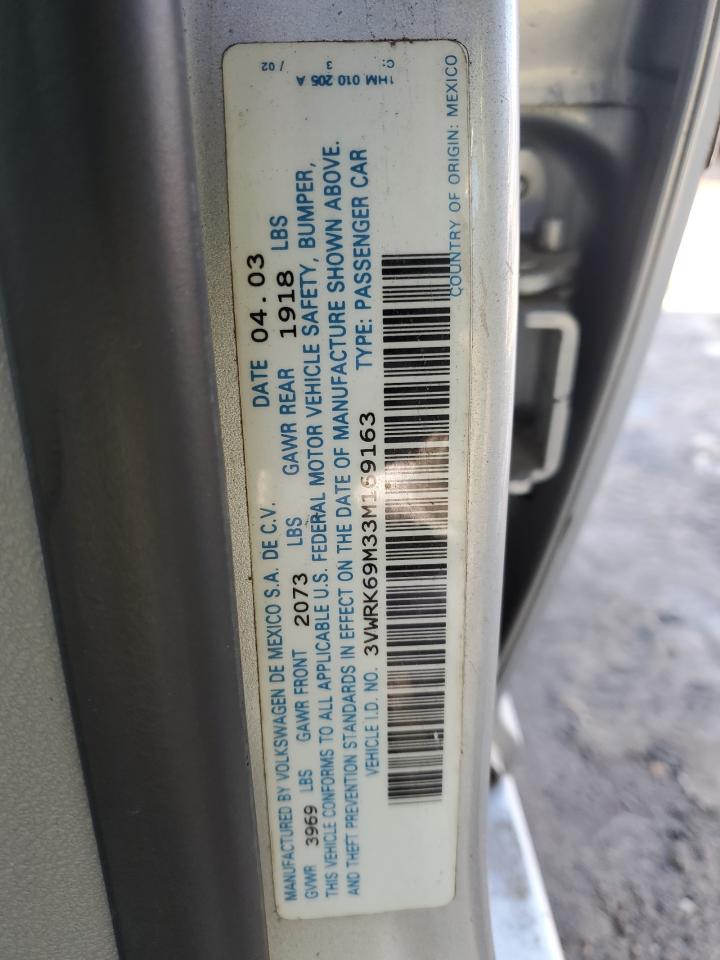 MANUFACTURED BY VOLKSWAGEN DE MEXICO S.A. DE C.V. DATE 04.03
GVWR 3969 LBS GAWR FRONT 2073 LBS GAWR REAR 1918 LBS
THIS VEHICLE CONFORMS TO ALL APPLICABLE U.S. FEDERAL MOTOR VEHICLE SAFETY, BUMPER,
AND THEFT PREVENTION STANDARDS IN EFFECT ON THE DATE OF MANUFACTURE SHOWN ABOVE.
VEHICLE I.D. NO. 3VWRK69M33M169163 TYPE: PASSENGER CAR
COUNTRY OF ORIGIN: MEXICO
1HM 010 205 A
C: 3 / 02